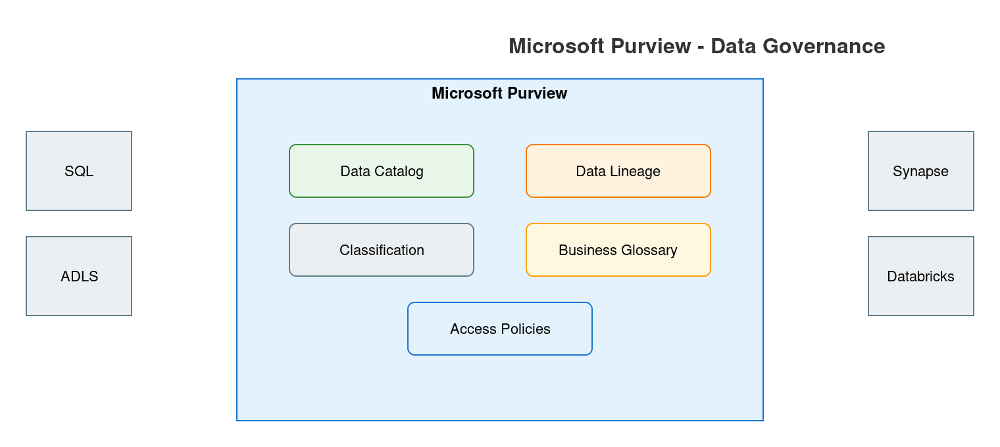 Microsoft Purview - Data Governance
Microsoft Purview
SQL
Data Catalog
Data Lineage
Synapse
ADLS
Classification
Business Glossary
Databricks
Access Policies